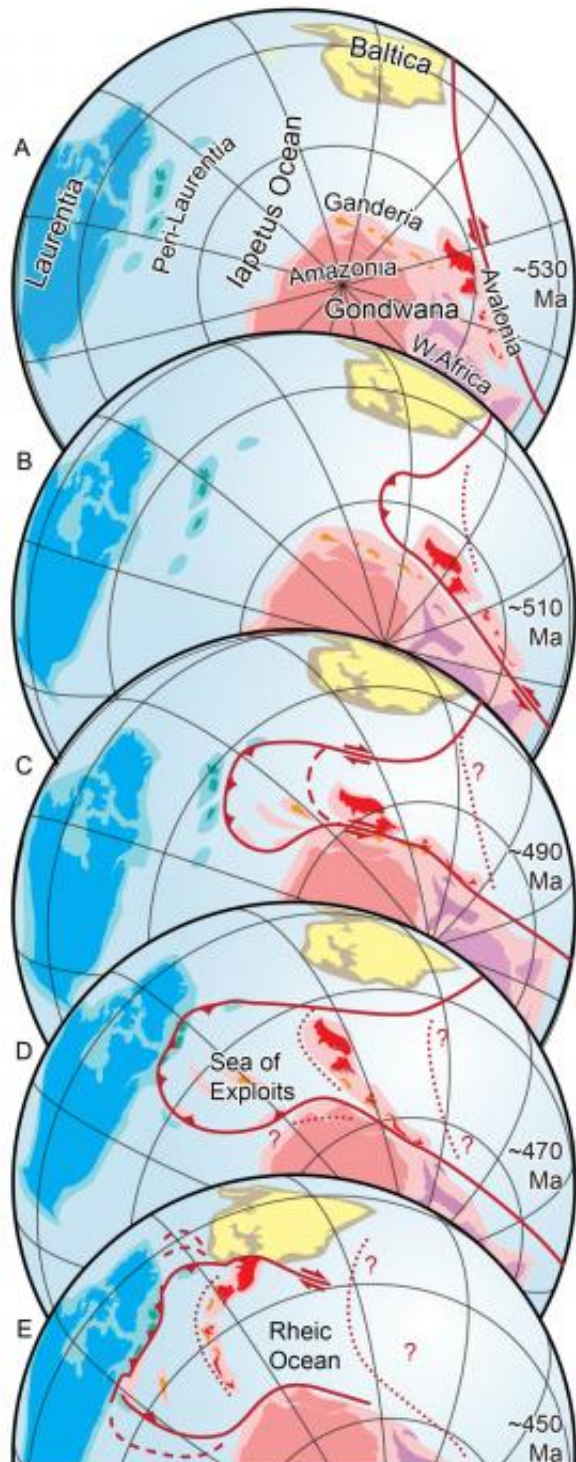 Baltica
A
Laurentia
Peri-Laurentia
Iapetus Ocean
Ganderia
Amazonia
Gondwana
Avalonia
W.Africa
~530
Ma
B
~510
Ma
C
?
~490
Ma
D
Sea of
Exploits
?
?
?
~470
Ma
E
Rheic
Ocean
?
?
~450
Ma